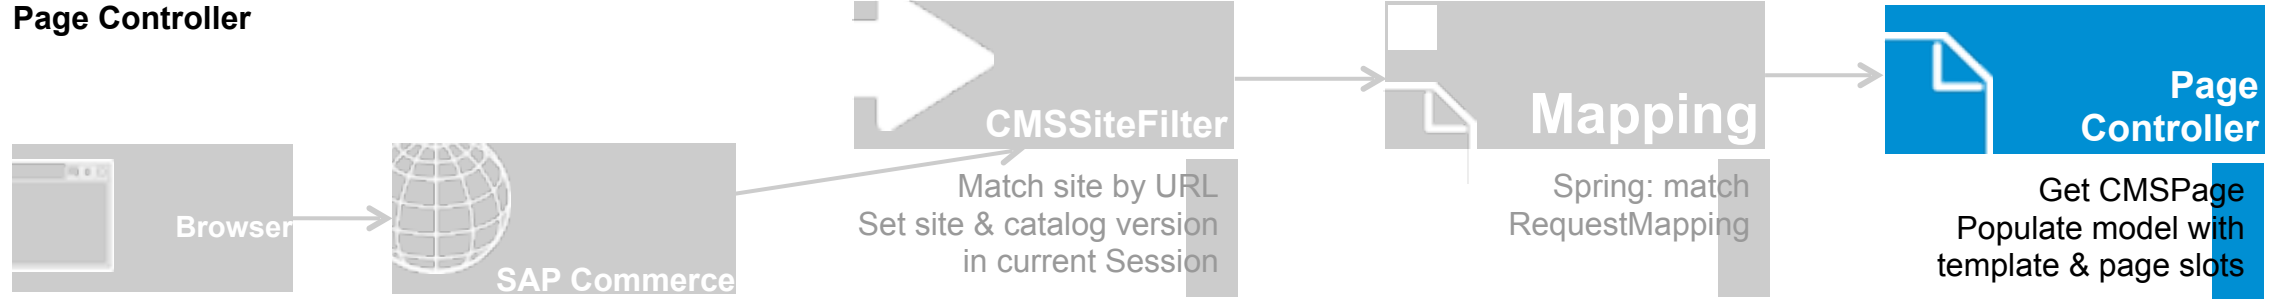 Page Controller
Browser
SAP Commerce
CMSSiteFilter
Match site by URL
Set site & catalog version
in current Session
Mapping
Spring: match
RequestMapping
Page
Controller
Get CMSPage
Populate model with
template & page slots